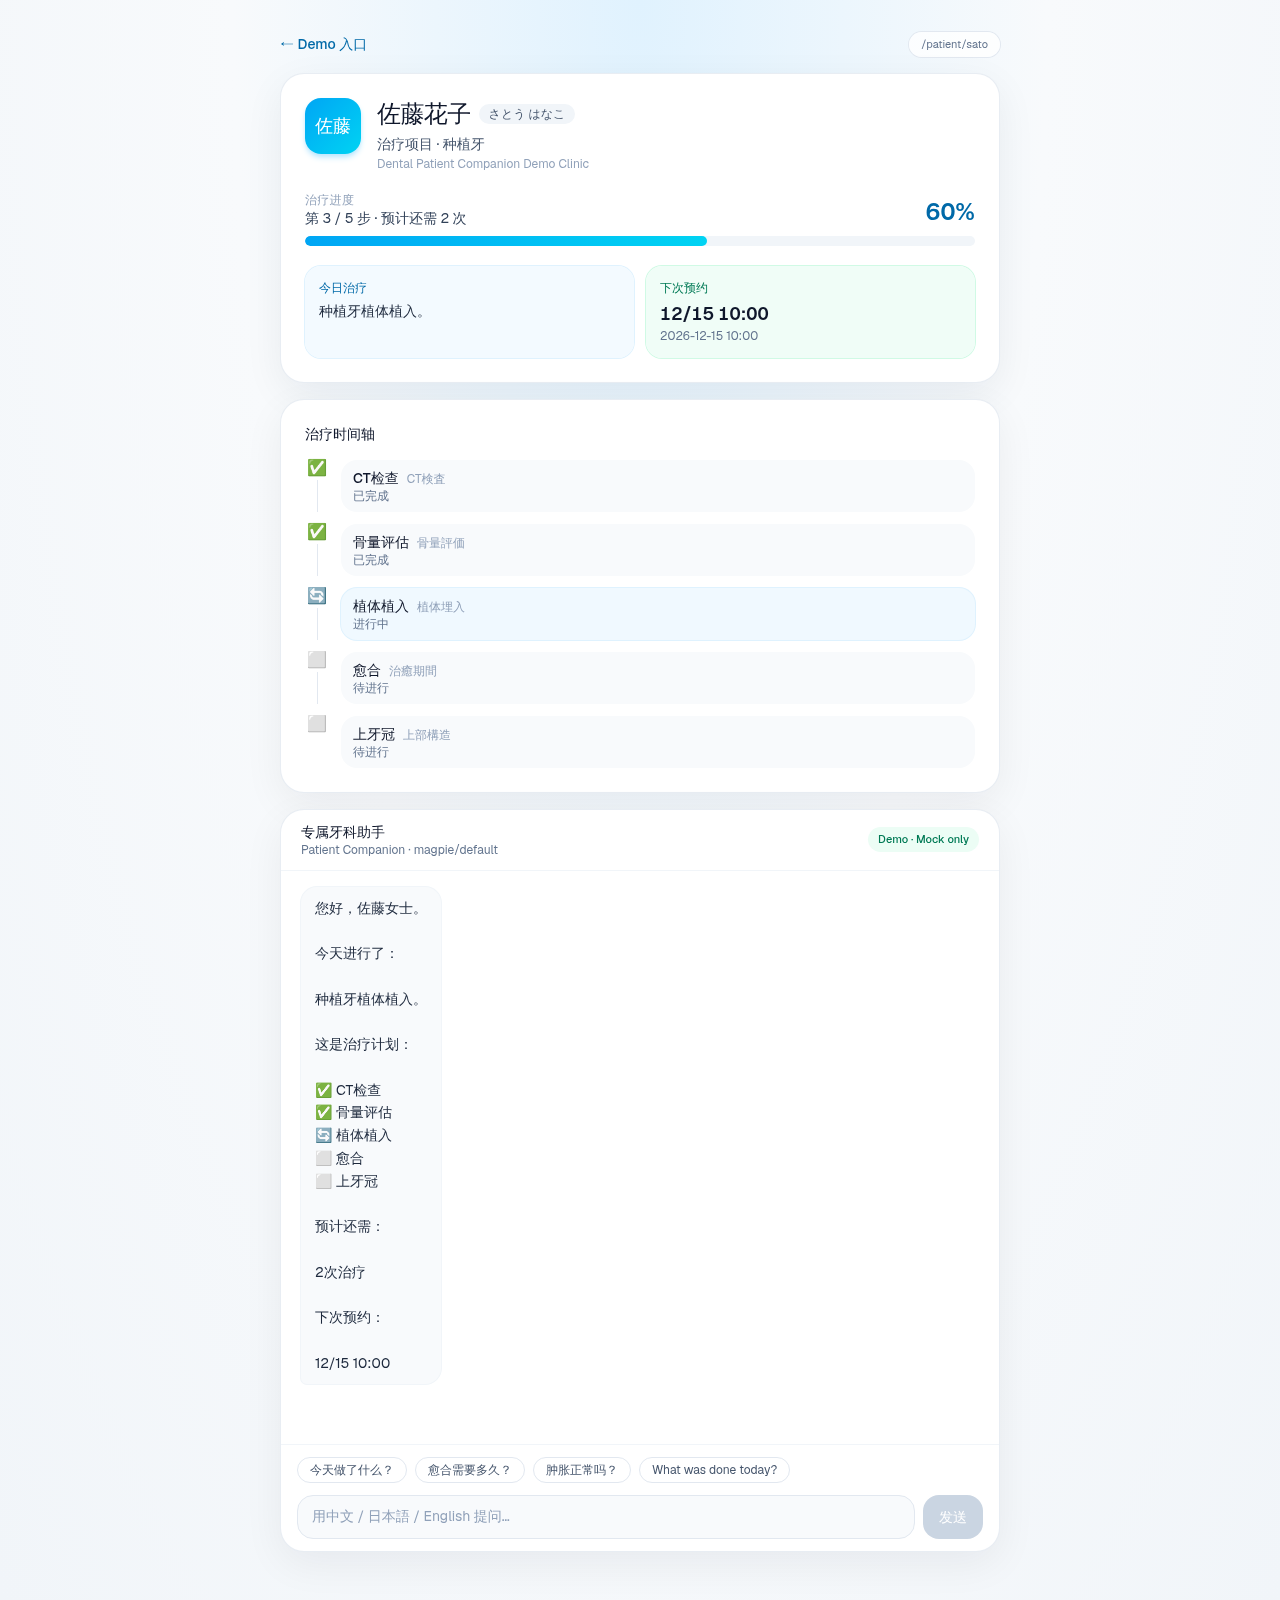 ← Demo 入口
/patient/sato
佐藤
佐藤花子 さとう はなこ
治疗项目 · 种植牙
Dental Patient Companion Demo Clinic
治疗进度
第 3 / 5 步 · 预计还需 2 次
60%
今日治疗
种植牙植体植入。
下次预约
12/15 10:00
2026-12-15 10:00
治疗时间轴
CT检查 CT検査
已完成
骨量评估 骨量評価
已完成
植体植入 植体埋入
进行中
愈合 治癒期間
待进行
上牙冠 上部構造
待进行
专属牙科助手
Patient Companion · magpie/default
Demo · Mock only
您好，佐藤女士。
今天进行了：
种植牙植体植入。
这是治疗计划：
✅ CT检查
✅ 骨量评估
🔄 植体植入
⬜ 愈合
⬜ 上牙冠
预计还需：
2次治疗
下次预约：
12/15 10:00
今天做了什么？
愈合需要多久？
肿胀正常吗？
What was done today?
用中文 / 日本語 / English 提问…
发送